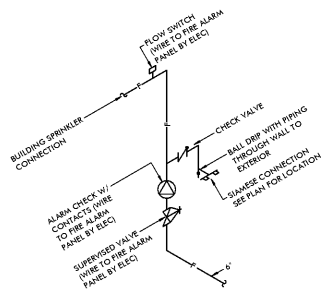 FLOW SWITCH
(WIRE TO FIRE ALARM
PANEL BY ELEC)
BUILDING SPRINKLER
CONNECTION
F
F
CHECK VALVE
BALL DRIP WITH PIPING
THROUGH WALL TO
EXTERIOR
SIAMESE CONNECTION
SEE PLAN FOR LOCATION
ALARM CHECK W/
CONTACTS (WIRE
TO FIRE ALARM
PANEL BY ELEC)
SUPERVISED VALVE
(WIRE TO FIRE ALARM
PANEL BY ELEC)
F
6"